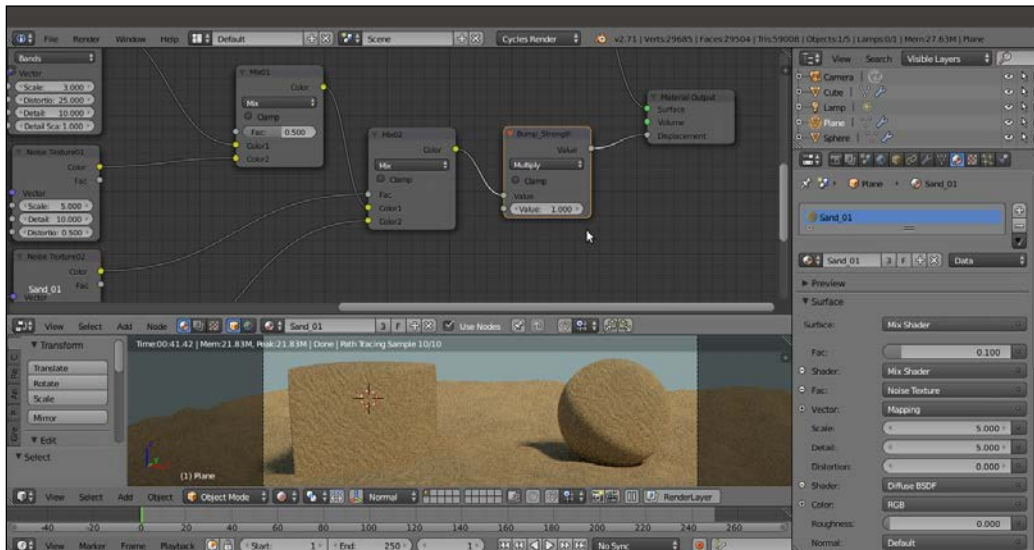 File Render Window Help Default Scene Cycles Render v2.71 | Verts:29685 | Faces:29504 | Tris:59008 | Objects:1/5 | Lamps:0/1 | Mem:27.63M | Plane
Bands
Vector
Scale: 3.000
Distortio: 25.000
Detail: 10.000
Detail Sca: 1.000
Noise Texture01
Color
Fac
Vector
Scale: 5.000
Detail: 10.000
Distortio: 0.500
Noise Texture02
Color
Fac
Sand_01
Vector
Mix01
Color
Mix
Clamp
Fac: 0.500
Color1
Color2
Mix02
Color
Mix
Clamp
Fac
Color1
Color2
Bump_Strength
Value
Multiply
Clamp
Value
Value: 1.000
Material Output
Surface
Volume
Displacement
View Select Add Node Sand_01 3 F Use Nodes
Transform
Translate
Rotate
Scale
Mirror
Edit
Select
Time:00:41.42 | Mem:21.83M, Peak:21.83M | Done | Path Tracing Sample 10/10
(1) Plane
View Select Add Object Object Mode Normal RenderLayer
-40 -20 0 20 40 60 80 100 120 140 160 180 200 220 240 260
View Marker Frame Playback Start: 1 End: 250 1 No Sync
View Search Visible Layers
Camera
Cube
Lamp
Plane
Sphere
Plane Sand_01
Sand_01
Sand_01 3 F Data
Preview
Surface
Surface: Mix Shader
Fac: 0.100
Shader: Mix Shader
Fac: Noise Texture
Vector: Mapping
Scale: 5.000
Detail: 5.000
Distortion: 0.000
Shader: Diffuse BSDF
Color: RGB
Roughness: 0.000
Normal: Default